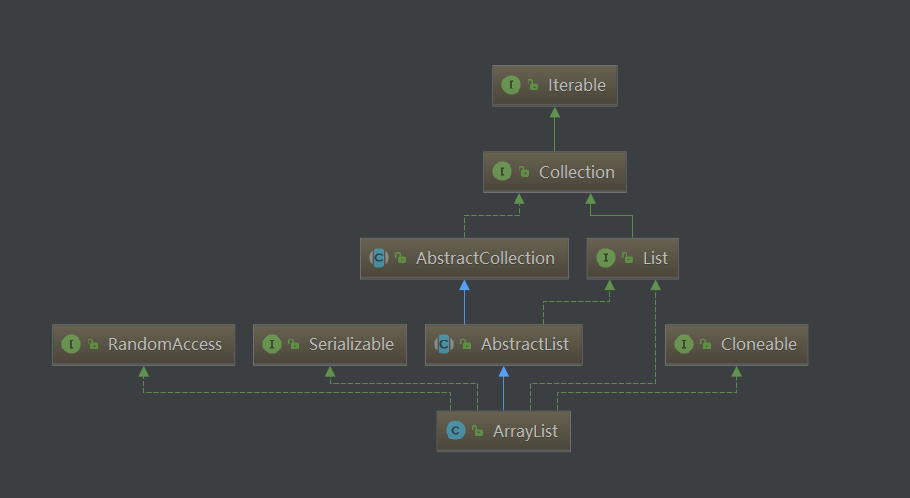 Iterable
Collection
AbstractCollection
List
RandomAccess
Serializable
AbstractList
Cloneable
ArrayList